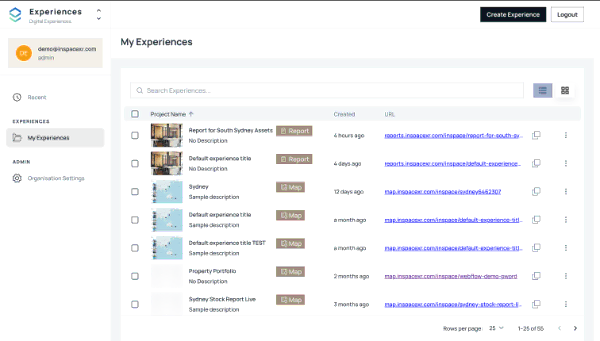 Experiences
Digital Experiences
Create Experience
Logout
DE
demo@inspacexr.com
admin
My Experiences
Recent
EXPERIENCES
My Experiences
ADMIN
Organisation Settings
Search Experiences...
Project Name ↑
Created
URL
Report for South Sydney Assets
Report
No Description
4 hours ago
reports.inspacexr.com/inspace/report-for-south-sy...
Default experience title
Report
No Description
4 days ago
reports.inspacexr.com/inspace/default-experience...
Sydney
Map
Sample description
12 days ago
map.inspacexr.com/inspace/sydney8462307
Default experience title
Map
Sample description
a month ago
map.inspacexr.com/inspace/default-experience-titl...
Default experience title TEST
Map
Sample description
a month ago
map.inspacexr.com/inspace/default-experience-titl...
Property Portfolio
Map
No Description
2 months ago
map.inspacexr.com/inspace/webflow-demo-pword
Sydney Stock Report Live
Map
Sample description
3 months ago
map.inspacexr.com/inspace/sydney-stock-report-l...
Rows per page: 25
1-25 of 55